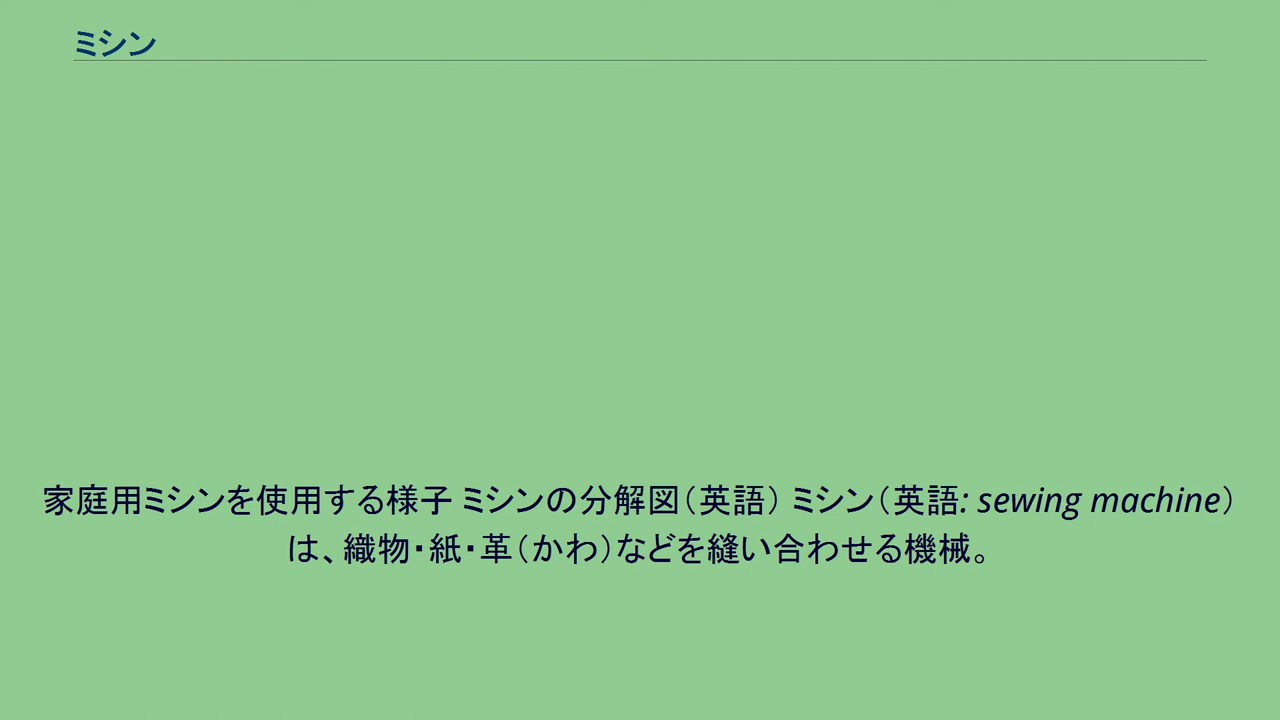 ミシン
家庭用ミシンを使用する様子 ミシンの分解図（英語） ミシン（英語: sewing machine）
は、織物・紙・革（かわ）などを縫い合わせる機械。